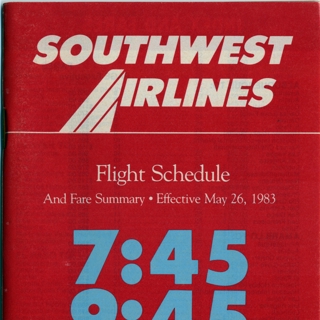 SOUTHWEST
AIRLINES
Flight Schedule
And Fare Summary • Effective May 26, 1983
7:45
9:45